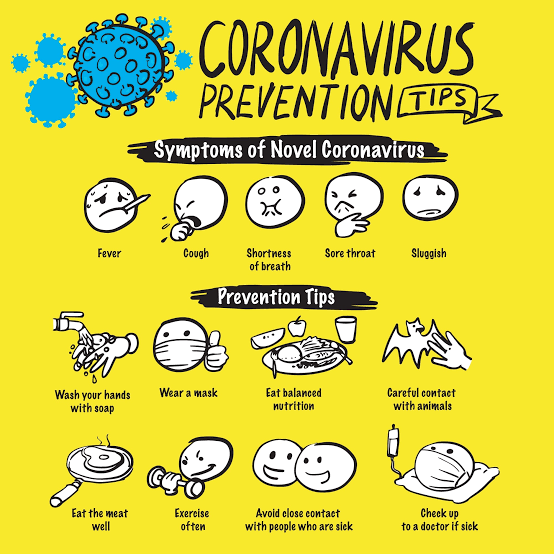 CORONAVIRUS
PREVENTION TIPS
Symptoms of Novel Coronavirus
Fever
Cough
Shortness
of breath
Sore throat
Sluggish
Prevention Tips
Wash your hands
with soap
Wear a mask
Eat balanced
nutrition
Careful contact
with animals
Eat the meat
well
Exercise
often
Avoid close contact
with people who are sick
Check up
to a doctor if sick